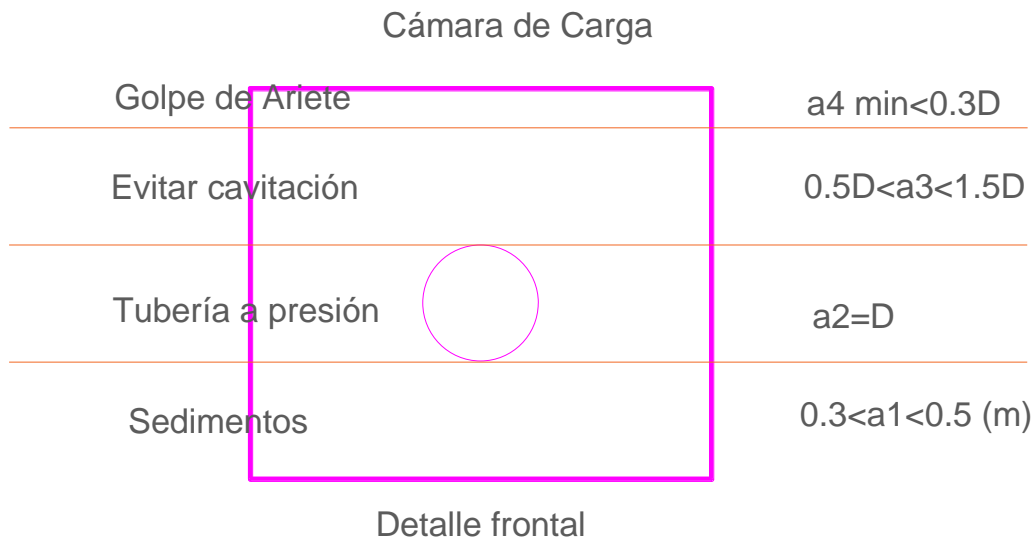 Cámara de Carga
Golpe de Ariete
a4 min<0.3D
Evitar cavitación
0.5D<a3<1.5D
Tubería a presión
a2=D
Sedimentos
0.3<a1<0.5 (m)
Detalle frontal